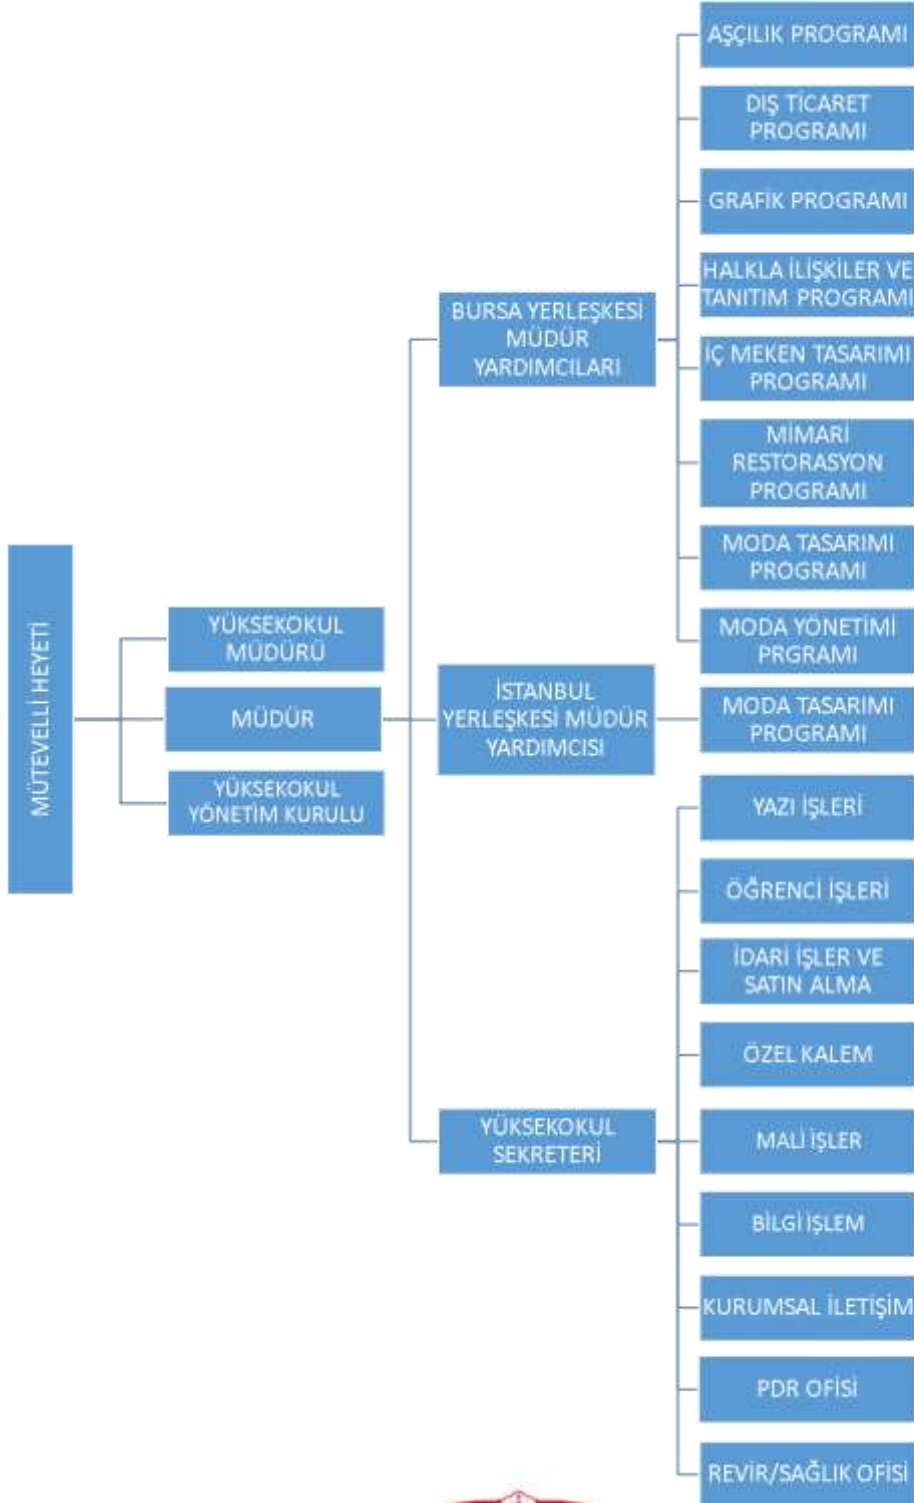 MÜTEVELLİ HEYETİ
YÜKSEKOKUL
MÜDÜRÜ
MÜDÜR
YÜKSEKOKUL
YÖNETİM KURULU
BURSA YERLEŞKESİ
MÜDÜR
YARDIMCILARI
İSTANBUL
YERLEŞKESİ MÜDÜR
YARDIMCISI
YÜKSEKOKUL
SEKRETERİ
AŞÇILIK PROGRAMI
DIŞ TİCARET
PROGRAMI
GRAFİK PROGRAMI
HALKLA İLİŞKİLER VE
TANITIM PROGRAMI
İÇ MEKEN TASARIMI
PROGRAMI
MİMARİ
RESTORASYON
PROGRAMI
MODA TASARIMI
PROGRAMI
MODA YÖNETİMİ
PRGRAMI
MODA TASARIMI
PROGRAMI
YAZI İŞLERİ
ÖĞRENCİ İŞLERİ
İDARİ İŞLER VE
SATIN ALMA
ÖZEL KALEM
MALİ İŞLER
BİLGİ İŞLEM
KURUMSAL İLETİŞİM
PDR OFİSİ
REVİR/SAĞLIK OFİSİ